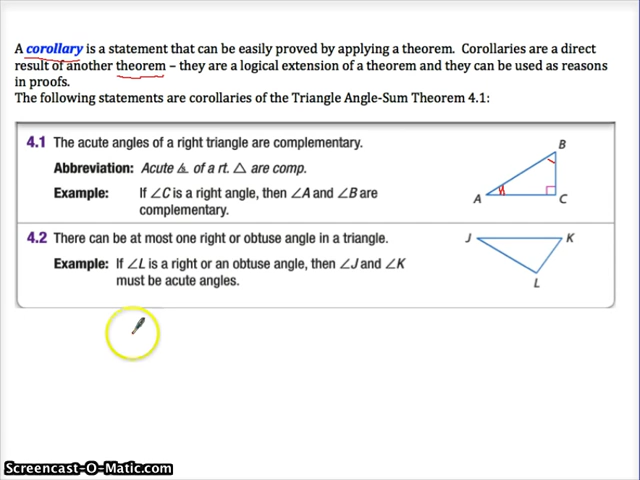 A corollary is a statement that can be easily proved by applying a theorem. Corollaries are a direct
result of another theorem – they are a logical extension of a theorem and they can be used as reasons
in proofs.
The following statements are corollaries of the Triangle Angle-Sum Theorem 4.1:
4.1 The acute angles of a right triangle are complementary.
Abbreviation: Acute ∠s of a rt. △ are comp.
Example: If ∠C is a right angle, then ∠A and ∠B are
complementary.
B
A
C
4.2 There can be at most one right or obtuse angle in a triangle.
Example: If ∠L is a right or an obtuse angle, then ∠J and ∠K
must be acute angles.
J
K
L
Screencast-O-Matic.com